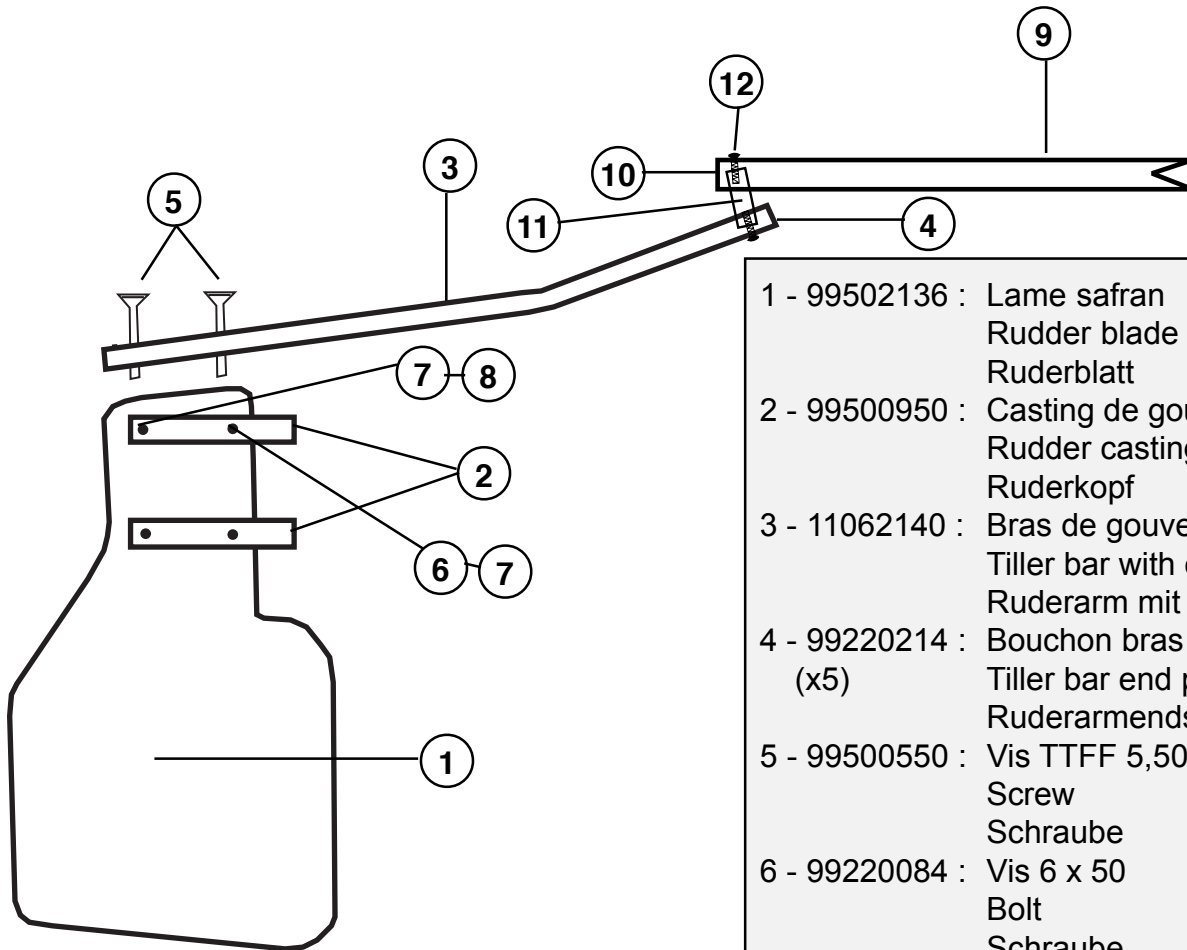 9
12
3
10
5
11
4
7
8
2
6
7
1
1 - 99502136 : Lame safran
Rudder blade
Ruderblatt
2 - 99500950 : Casting de gou
Rudder casting
Ruderkopf
3 - 11062140 : Bras de gouve
Tiller bar with
Ruderarm mit
4 - 99220214 : Bouchon bras
(x5) Tiller bar end
Ruderarmends
5 - 99500550 : Vis TTFF 5,50
Screw
Schraube
6 - 99220084 : Vis 6 x 50
Bolt
Schraube